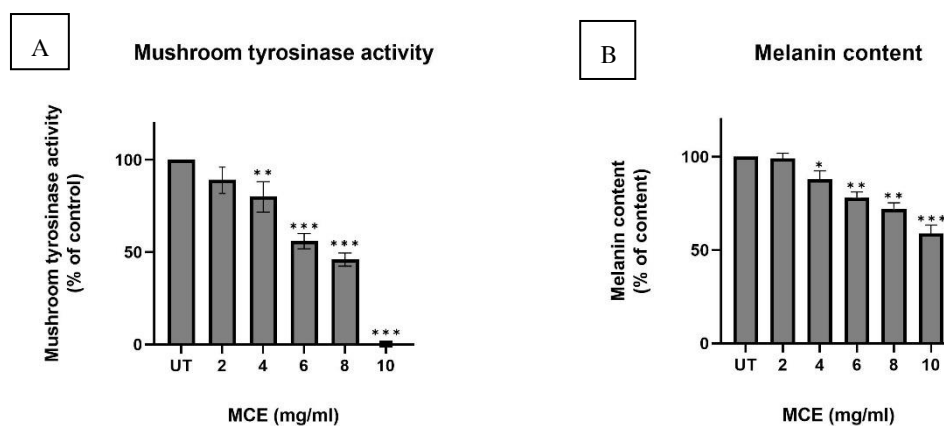 A
Mushroom tyrosinase activity
Mushroom tyrosinase activity
(% of control)
100
50
0
**
***
***
***
UT 2 4 6 8 10
MCE (mg/ml)
B
Melanin content
Melanin content
(% of content)
100
50
0
*
**
**
***
UT 2 4 6 8 10
MCE (mg/ml)